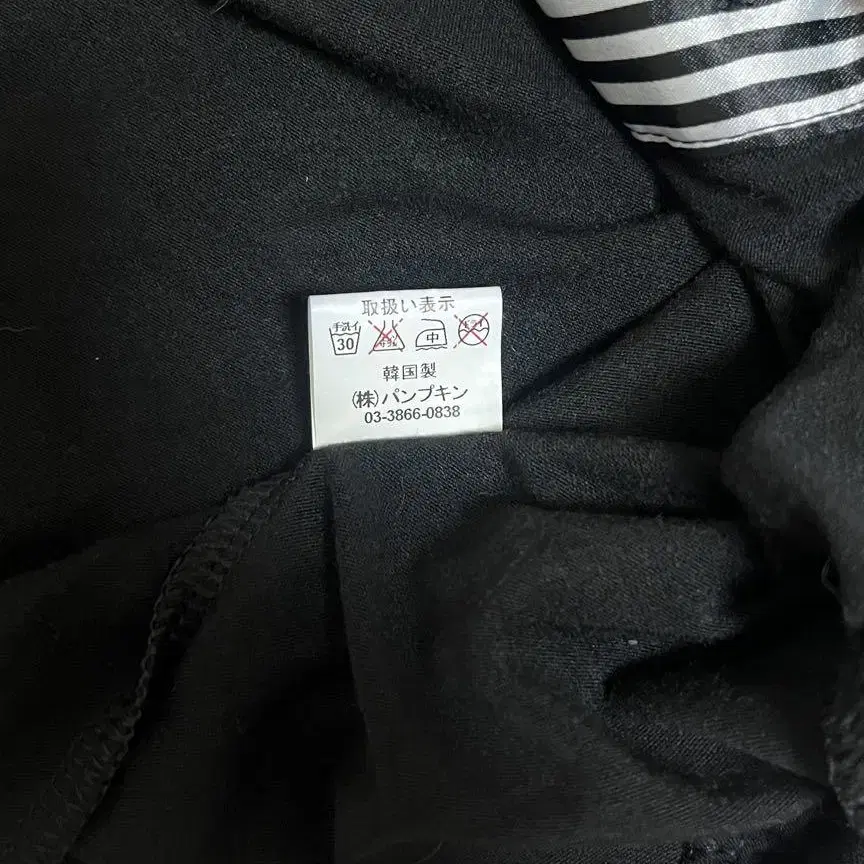 取扱い表示
手洗イ
30
中
韓国製
(株)パンプキン
03-3866-0838